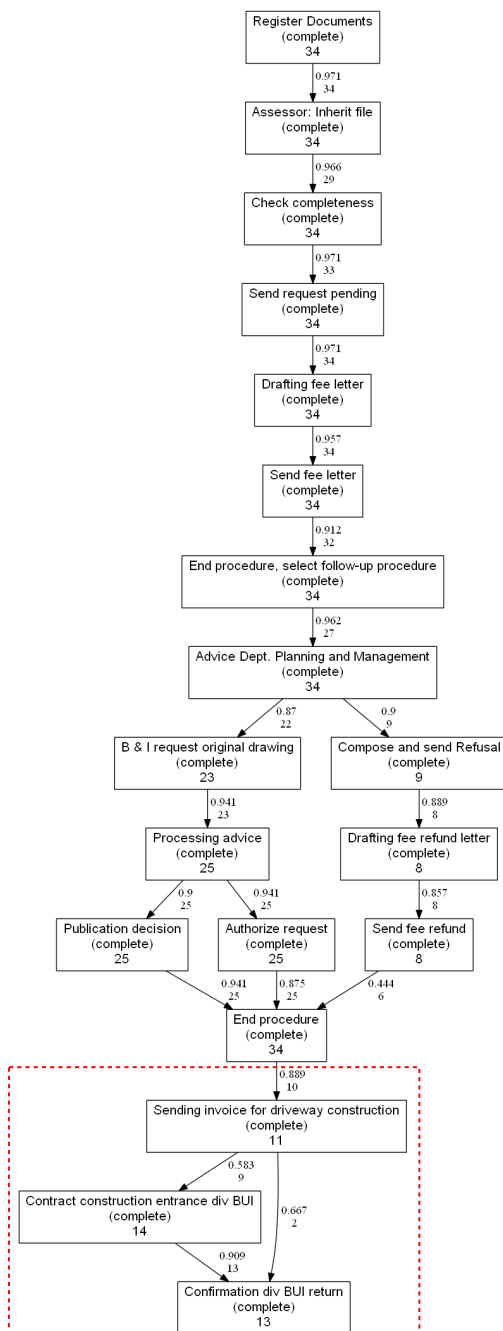 Register Documents
(complete)
34
0.971
34
Assessor: Inherit file
(complete)
34
0.966
29
Check completeness
(complete)
34
0.971
33
Send request pending
(complete)
34
0.971
34
Drafting fee letter
(complete)
34
0.957
34
Send fee letter
(complete)
34
0.912
32
End procedure, select follow-up procedure
(complete)
34
0.962
27
Advice Dept. Planning and Management
(complete)
34
0.87
22
0.9
9
B & I request original drawing
(complete)
23
Compose and send Refusal
(complete)
9
0.941
23
0.889
8
Processing advice
(complete)
25
Drafting fee refund letter
(complete)
8
0.9
25
0.941
25
0.857
8
Publication decision
(complete)
25
Authorize request
(complete)
25
Send fee refund
(complete)
8
0.941
25
0.875
25
0.444
6
End procedure
(complete)
34
0.889
10
Sending invoice for driveway construction
(complete)
11
0.583
9
0.667
2
Contract construction entrance div BUI
(complete)
14
0.909
13
Confirmation div BUI return
(complete)
13